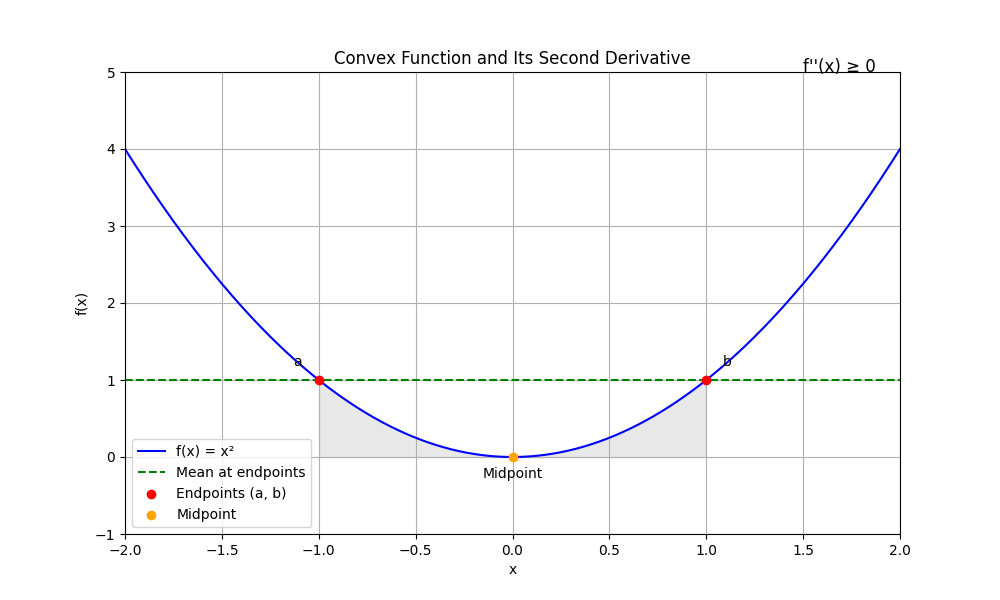 Convex Function and Its Second Derivative
f''(x) ≥ 0
5
4
3
2
1
0
−1
f(x)
a
b
Midpoint
f(x) = x²
Mean at endpoints
Endpoints (a, b)
Midpoint
−2.0 −1.5 −1.0 −0.5 0.0 0.5 1.0 1.5 2.0
x